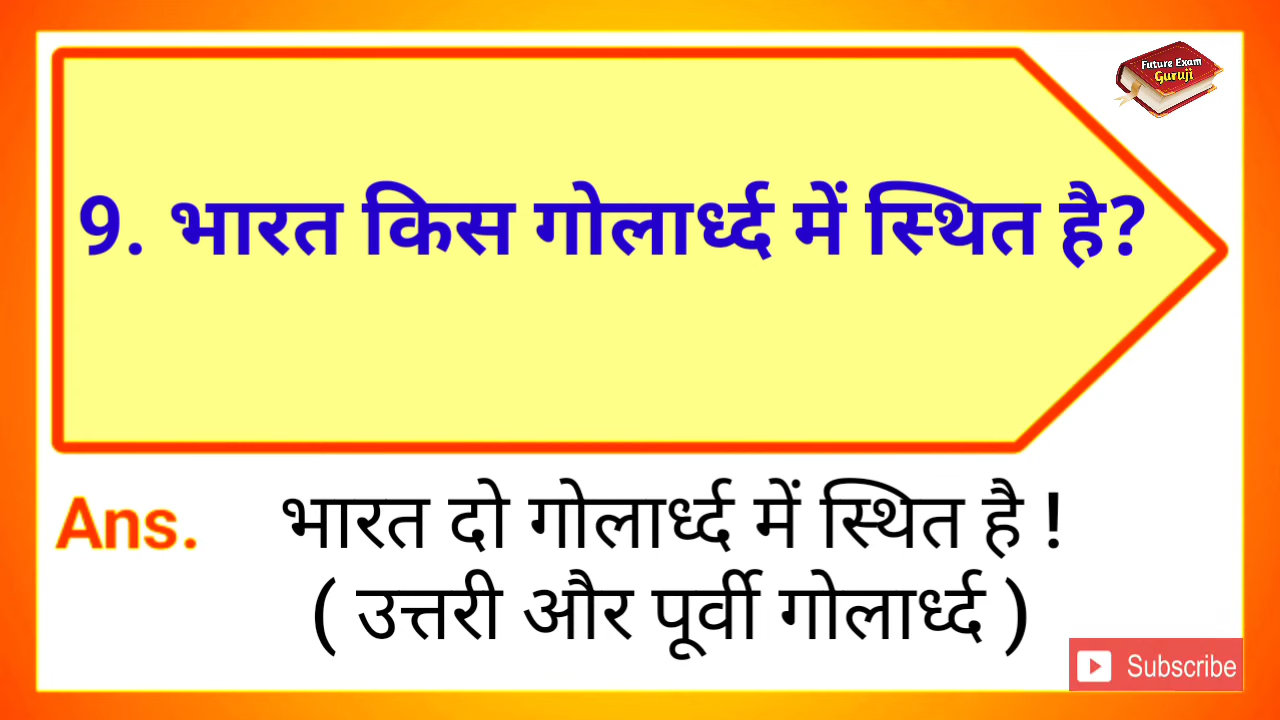 Future Exam
Guruji
9. भारत किस गोलार्ध्द में स्थित है?
Ans. भारत दो गोलार्ध्द में स्थित है !
( उत्तरी और पूर्वी गोलार्ध्द )
Subscribe